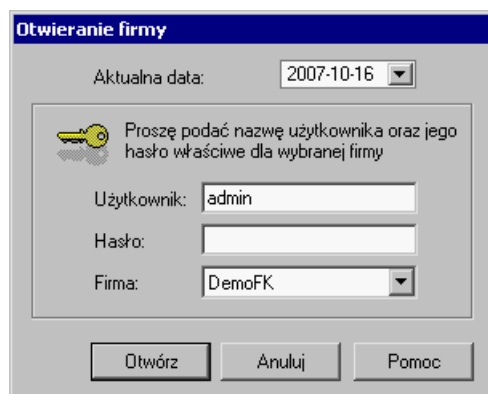 Otwieranie firmy
Aktualna data: 2007-10-16
Proszę podać nazwę użytkownika oraz jego
hasło właściwe dla wybranej firmy
Użytkownik: admin
Hasło:
Firma: DemoFK
Otwórz Anuluj Pomoc